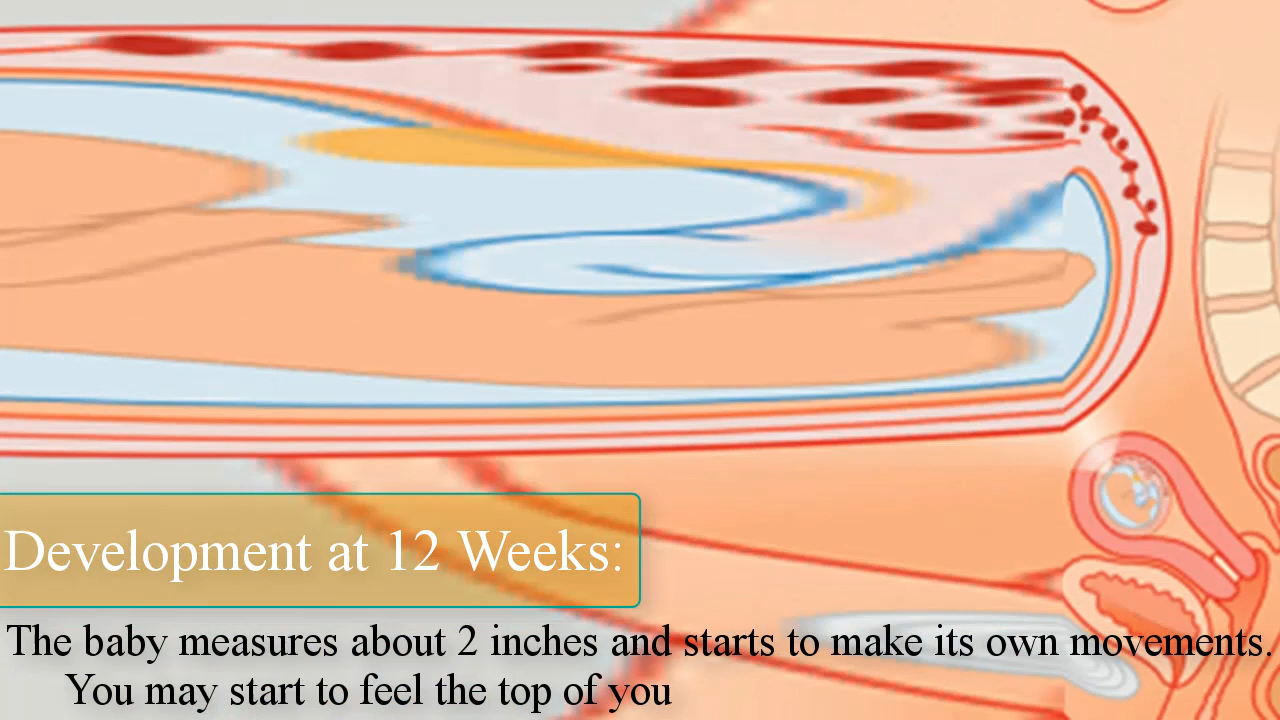 Development at 12 Weeks:
The baby measures about 2 inches and starts to make its own movements.
You may start to feel the top of you